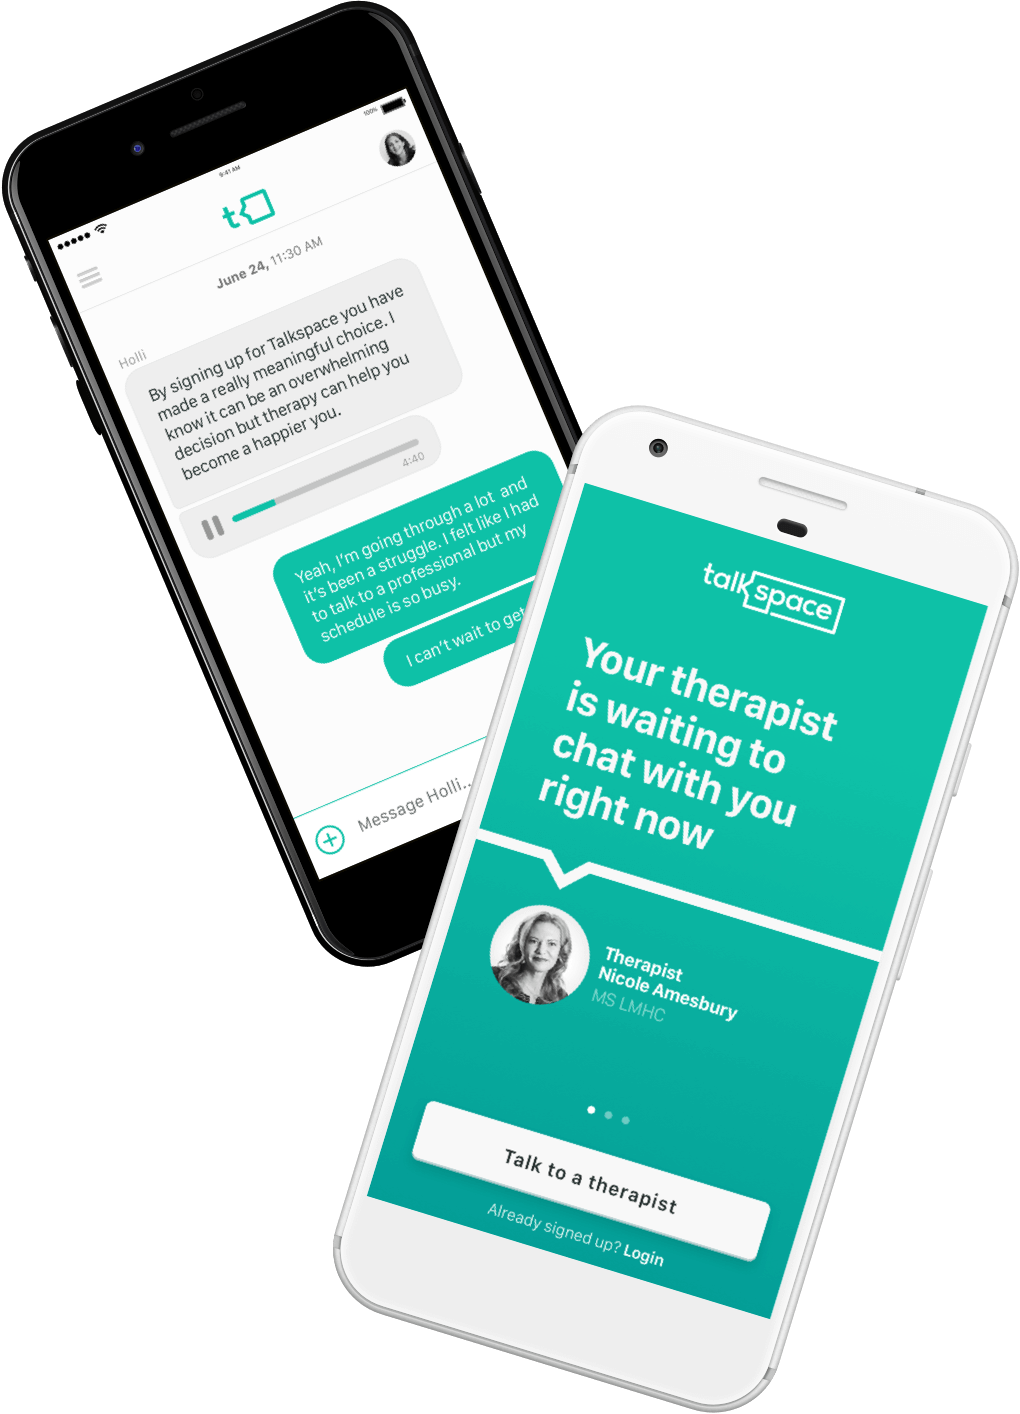 100%
9:41 AM
t
June 24, 11:30 AM
Holli
By signing up for Talkspace you have
made a really meaningful choice. I
know it can be an overwhelming
decision but therapy can help you
become a happier you.
4:40
Yeah, I'm going through a lot and
it's been a struggle. I felt like I had
to talk to a professional but my
schedule is so busy.
I can't wait to get
Message Holli..
talkspace
Your therapist
is waiting to
chat with you
right now
Therapist
Nicole Amesbury
MS LMHC
Talk to a therapist
Already signed up? Login